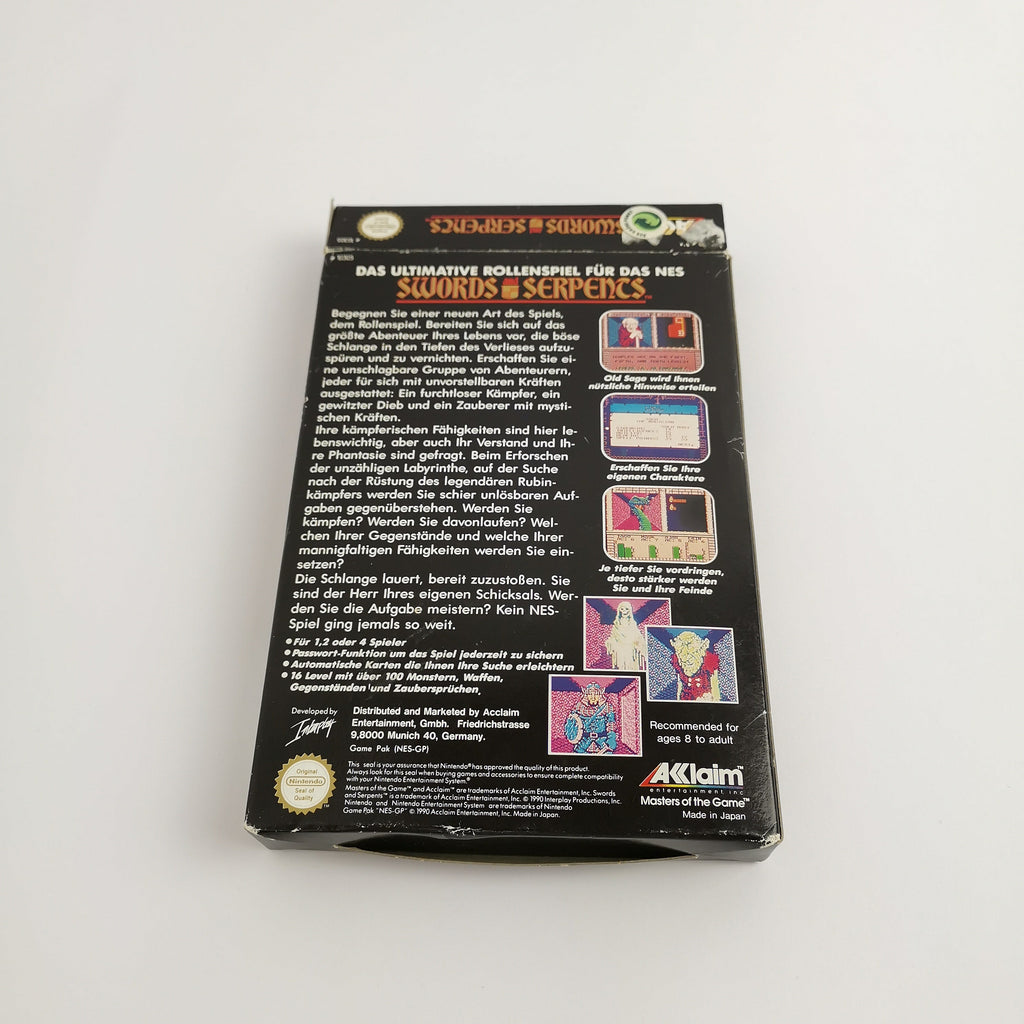 SWORDS SERPENTS
DAS ULTIMATIVE ROLLENSPIEL FÜR DAS NES
SWORDS SERPENTS™
Begegnen Sie einer neuen Art des Spiels,
dem Rollenspiel. Bereiten Sie sich auf das
größte Abenteuer Ihres Lebens vor, die böse
Schlange in den Tiefen des Verlieses aufzu-
spüren und zu vernichten. Erschaffen Sie ei-
ne unschlagbare Gruppe von Abenteurern,
jeder für sich mit unvorstellbaren Kräften
ausgestattet: Ein furchtloser Kämpfer, ein
gewitzter Dieb und ein Zauberer mit mysti-
schen Kräften.
Ihre kämpferischen Fähigkeiten sind hier le-
benswichtig, aber auch Ihr Verstand und Ih-
re Phantasie sind gefragt. Beim Erforschen
der unzähligen Labyrinthe, auf der Suche
nach der Rüstung des legendären Rubin-
kämpfers werden Sie schier unlösbaren Auf-
gaben gegenüberstehen. Werden Sie
kämpfen? Werden Sie davonlaufen? Wel-
chen Ihrer Gegenstände und welche Ihrer
mannigfaltigen Fähigkeiten werden Sie ein-
setzen?
Die Schlange lauert, bereit zuzustoßen. Sie
sind der Herr Ihres eigenen Schicksals. Wer-
den Sie die Aufgabe meistern? Kein NES-
Spiel ging jemals so weit.
• Für 1,2 oder 4 Spieler
• Passwort-Funktion um das Spiel jederzeit zu sichern
• Automatische Karten die Ihnen Ihre Suche erleichtern
• 16 Level mit über 100 Monstern, Waffen,
Gegenständen und Zaubersprüchen.
Old Sage wird Ihnen
nützliche Hinweise erteilen
Erschaffen Sie Ihre
eigenen Charaktere
Je tiefer Sie vordringen,
desto stärker werden
Sie und Ihre Feinde
Developed by
Interplay
Distributed and Marketed by Acclaim
Entertainment, Gmbh. Friedrichstrasse
9,8000 Munich 40, Germany.
Game Pak (NES-GP)
Recommended for
ages 8 to adult
Original
Nintendo
Seal of
Quality
TM
This seal is your assurance that Nintendo® has approved the quality of this product.
Always look for this seal when buying games and accessories to ensure complete compatibility
with your Nintendo Entertainment System.®
Masters of the Game™ and Acclaim™ are trademarks of Acclaim Entertainment, Inc. Swords
and Serpents™ is a trademark of Acclaim Entertainment, Inc. © 1990 Interplay Productions, Inc.
Nintendo and Nintendo Entertainment System are trademarks of Nintendo
Game Pak "NES-GP" © 1990 Acclaim Entertainment, Inc. Made in Japan.
AKKlaim™
entertainment, inc.
Masters of the Game™
Made in Japan